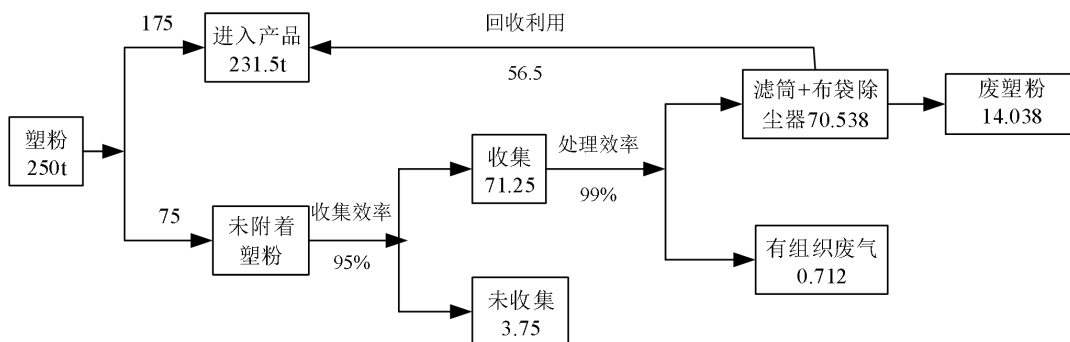 175
进入产品
231.5t
回收利用
56.5
滤筒+布袋除
尘器70.538
废塑粉
14.038
塑粉
250t
收集
71.25
处理效率
99%
75
未附着
塑粉
收集效率
95%
有组织废气
0.712
未收集
3.75